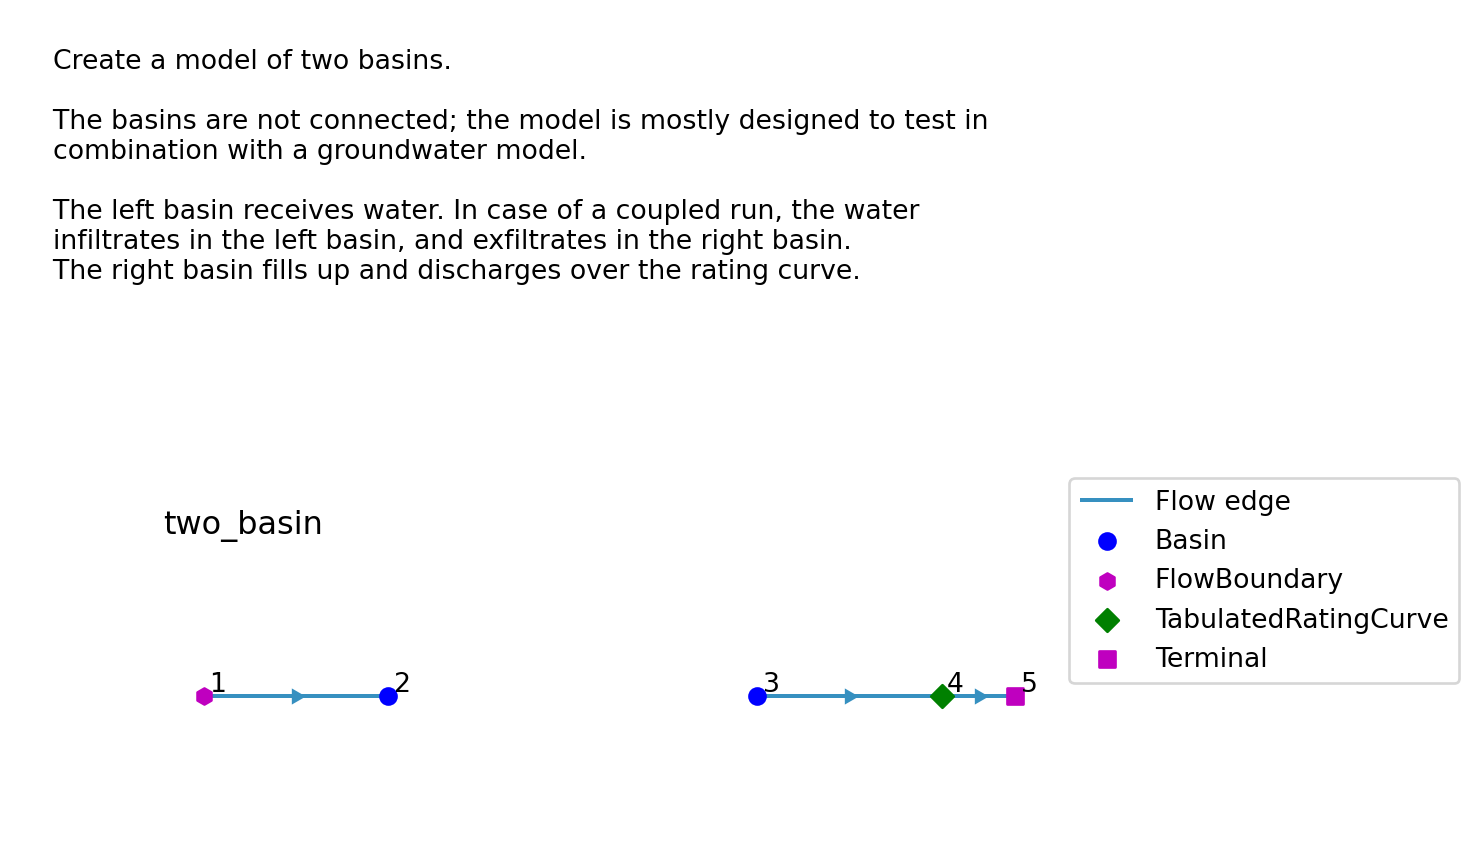 Create a model of two basins.
The basins are not connected; the model is mostly designed to test in
combination with a groundwater model.
The left basin receives water. In case of a coupled run, the water
infiltrates in the left basin, and exfiltrates in the right basin.
The right basin fills up and discharges over the rating curve.
two_basin
Flow edge
Basin
FlowBoundary
TabulatedRatingCurve
Terminal
1 2 3 4 5